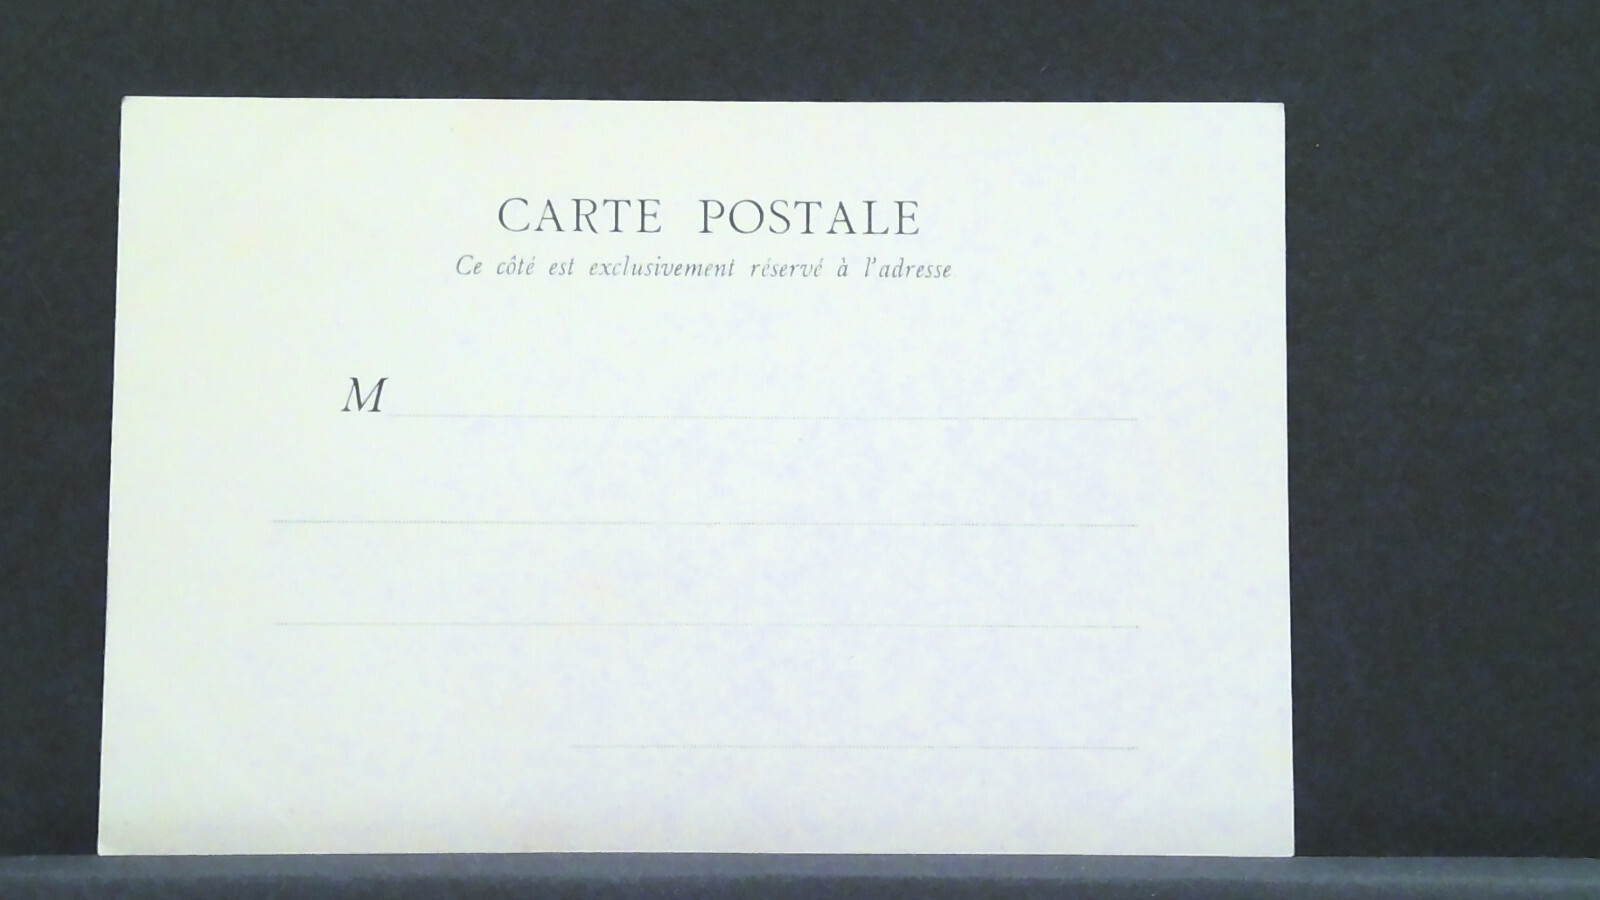 CARTE POSTALE
Ce côté est exclusivement réservé à l'adresse
M